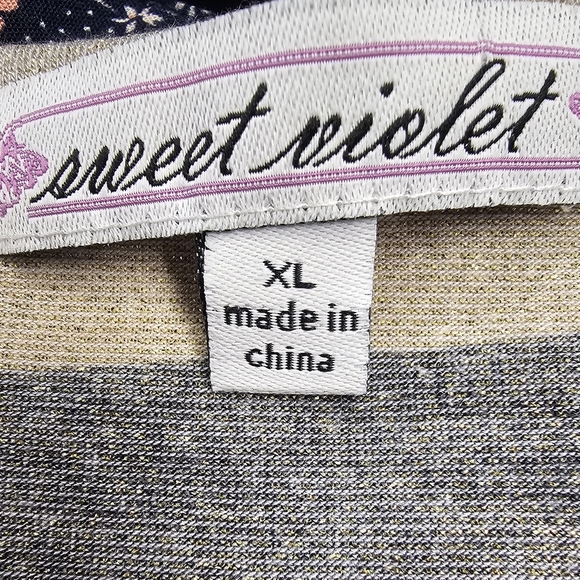 sweet violet
XL
made in
china